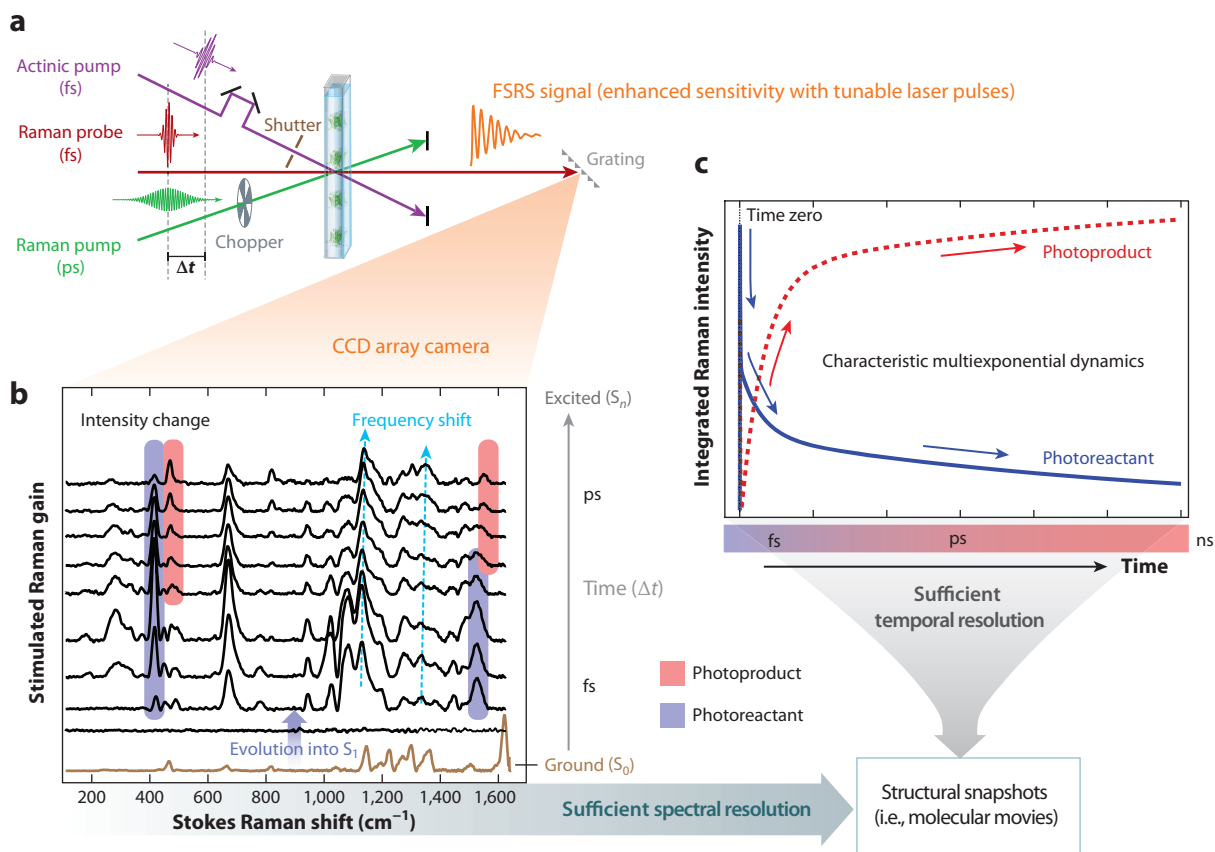 a
Actinic pump
(fs)
Raman probe
(fs)
Raman pump
(ps)
Δt
Shutter
Chopper
FSRS signal (enhanced sensitivity with tunable laser pulses)
Grating
CCD array camera
b
Intensity change
Frequency shift
Stimulated Raman gain
Evolution into S₁
200
400
600
800
1,000
1,200
1,400
1,600
Stokes Raman shift (cm⁻¹)
Excited (Sₙ)
ps
Time (Δt)
fs
Ground (S₀)
Photoproduct
Photoreactant
c
Time zero
Photoproduct
Characteristic multiexponential dynamics
Photoreactant
Integrated Raman intensity
fs
ps
ns
Time
Sufficient
temporal resolution
Sufficient spectral resolution
Structural snapshots
(i.e., molecular movies)